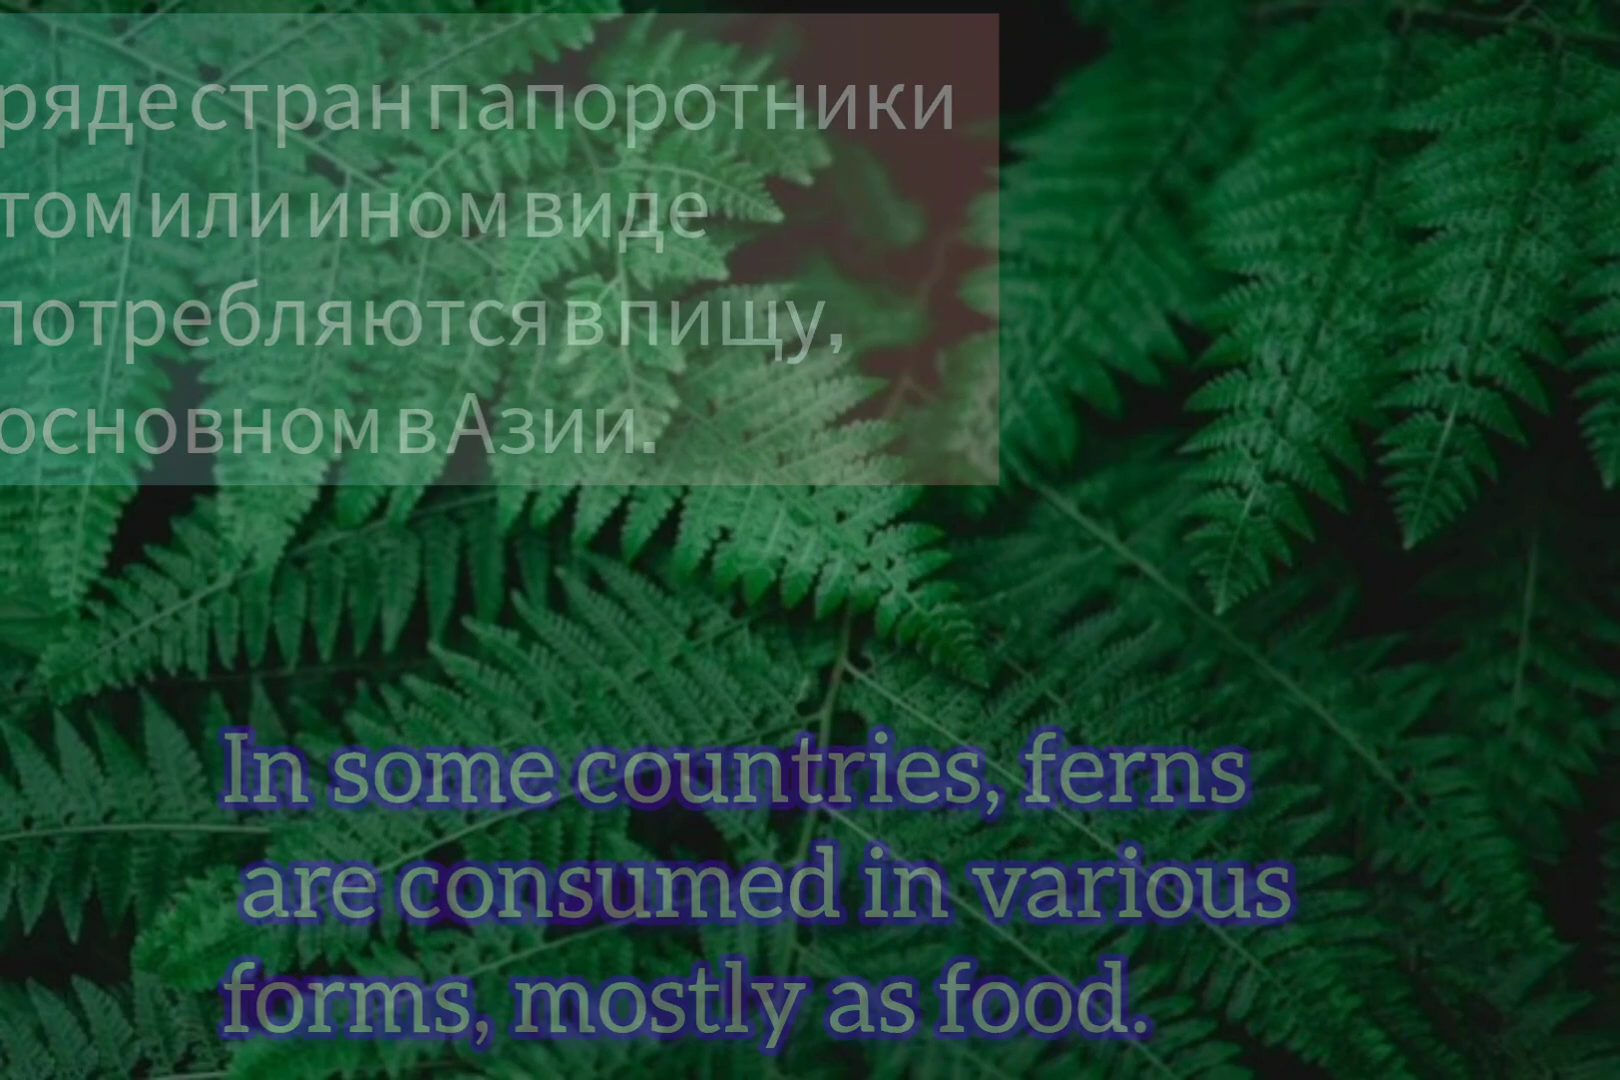 ряде стран папоротники
том или ином виде
потребляются в пищу,
основном в Азии.
In some countries, ferns
are consumed in various
forms, mostly as food.